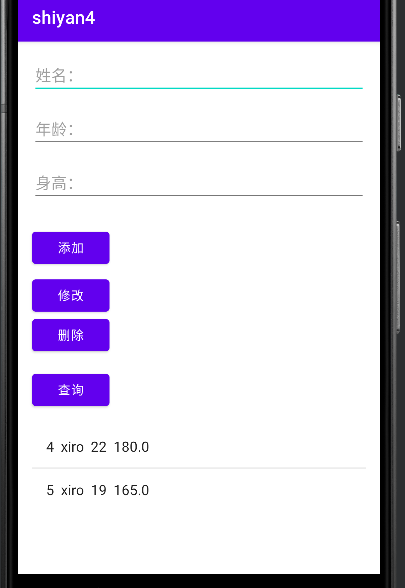 shiyan4
姓名：
年龄：
身高：
添加
修改
删除
查询
4 xiro 22 180.0
5 xiro 19 165.0